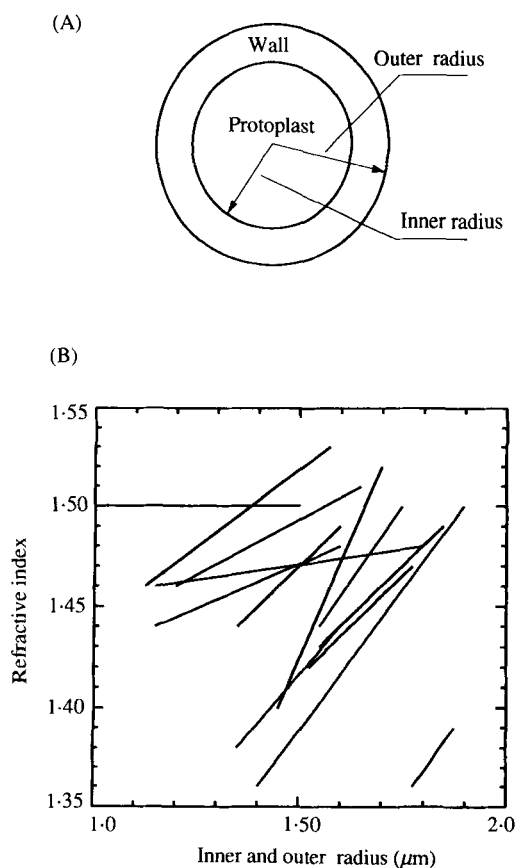 (A)
Wall
Outer radius
Protoplast
Inner radius
(B)
1·55
1·50
1·45
1·40
1·35
Refractive index
1·0
1·50
2·0
Inner and outer radius (μm)